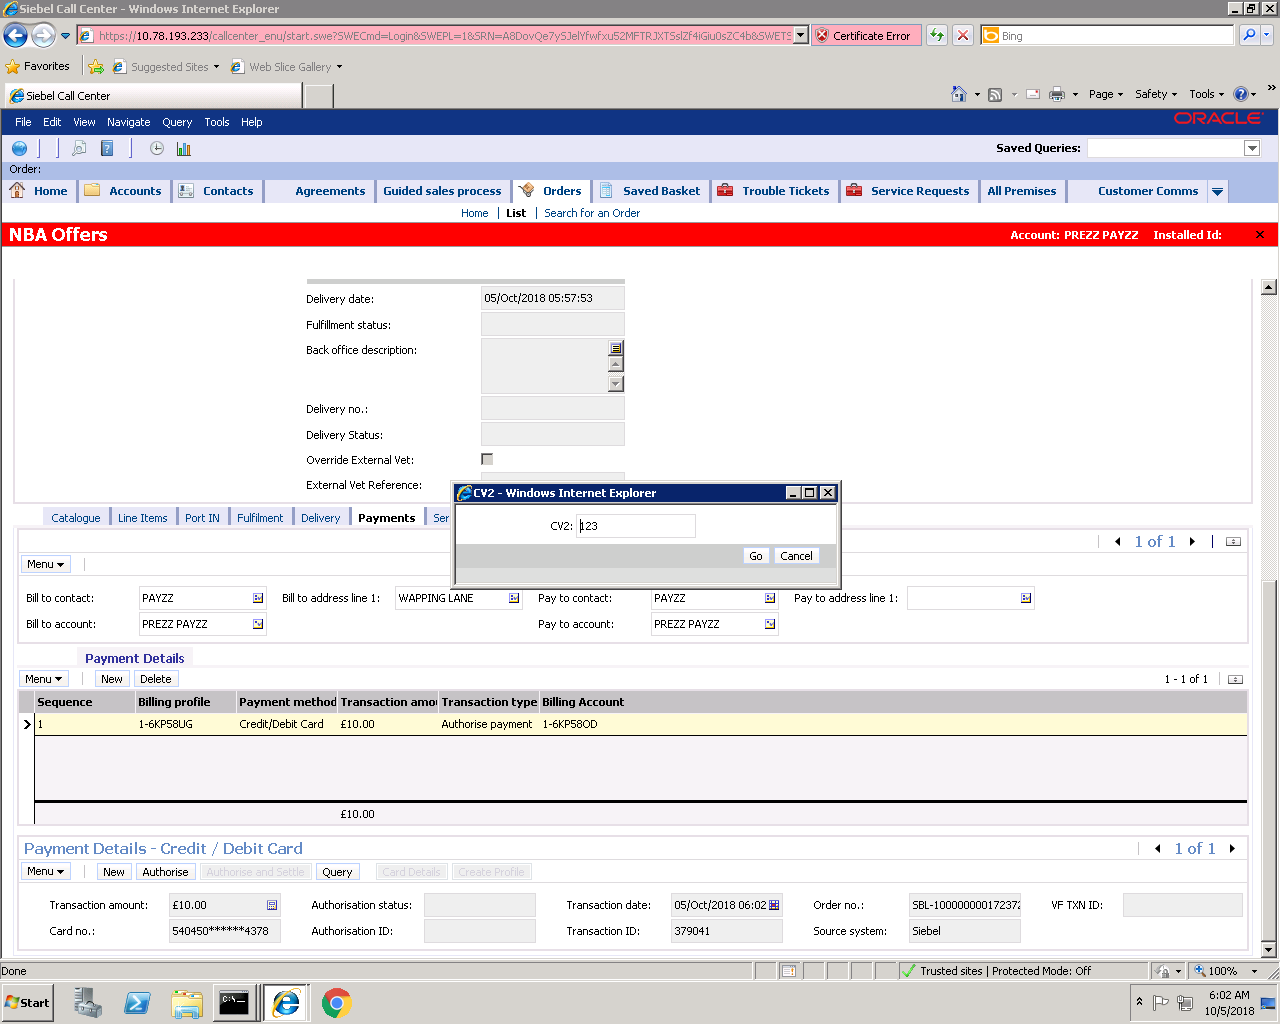 Siebel Call Center - Windows Internet Explorer
https://10.78.193.233/callcenter_enu/start.swe?SWECmd=Login&SWEPL=1&SRN=A8DovQe7ySJelYfwfxu52MFTRJXTSslZf4iGiu0sZC4b&SWETS
Certificate Error
Bing
Favorites
Suggested Sites
Web Slice Gallery
Siebel Call Center
Page
Safety
Tools
File Edit View Navigate Query Tools Help
ORACLE
Saved Queries:
Order:
Home
Accounts
Contacts
Agreements
Guided sales process
Orders
Saved Basket
Trouble Tickets
Service Requests
All Premises
Customer Comms
Home | List | Search for an Order
NBA Offers
Account: PREZZ PAYZZ
Installed Id:
Delivery date: 05/Oct/2018 05:57:53
Fulfillment status:
Back office description:
Delivery no.:
Delivery Status:
Override External Vet:
External Vet Reference:
CV2 - Windows Internet Explorer
CV2: 123
Go Cancel
Catalogue Line Items Port IN Fulfilment Delivery Payments Ser
1 of 1
Menu
Bill to contact: PAYZZ
Bill to address line 1: WAPPING LANE
Pay to contact: PAYZZ
Pay to address line 1:
Bill to account: PREZZ PAYZZ
Pay to account: PREZZ PAYZZ
Payment Details
Menu New Delete
1 - 1 of 1
Sequence Billing profile Payment method Transaction amou Transaction type Billing Account
1 1-6KP58UG Credit/Debit Card £10.00 Authorise payment 1-6KP58OD
£10.00
Payment Details - Credit / Debit Card
1 of 1
Menu New Authorise Authorise and Settle Query Card Details Create Profile
Transaction amount: £10.00
Authorisation status:
Transaction date: 05/Oct/2018 06:02
Order no.: SBL-10000000017237
VF TXN ID:
Card no.: 540450******4378
Authorisation ID:
Transaction ID: 379041
Source system: Siebel
Done
Trusted sites | Protected Mode: Off
100%
Start
6:02 AM
10/5/2018